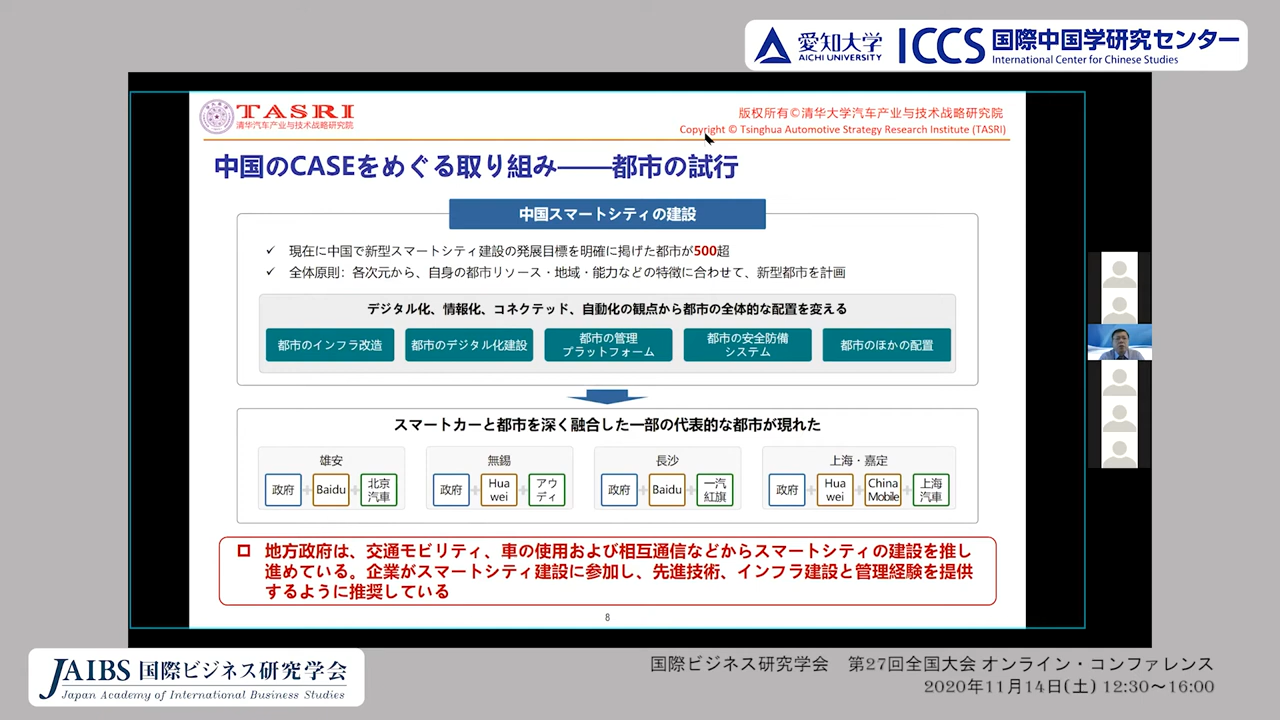 愛知大学
AICHI UNIVERSITY
ICCS 国際中国学研究センター
International Center for Chinese Studies
TASRI
清华汽车产业与技术战略研究院
版权所有©清华大学汽车产业与技术战略研究院
Copyright © Tsinghua Automotive Strategy Research Institute (TASRI)
中国のCASEをめぐる取り組み——都市の試行
中国スマートシティの建設
✓ 現在に中国で新型スマートシティ建設の発展目標を明確に掲げた都市が500超
✓ 全体原則：各次元から、自身の都市リソース・地域・能力などの特徴に合わせて、新型都市を計画
デジタル化、情報化、コネクテッド、自動化の観点から都市の全体的な配置を変える
都市のインフラ改造
都市のデジタル化建設
都市の管理
プラットフォーム
都市の安全防備
システム
都市のほかの配置
スマートカーと都市を深く融合した一部の代表的な都市が現れた
雄安
政府 + Baidu + 北京
汽車
無錫
政府 + Hua
wei + アウ
ディ
長沙
政府 + Baidu + 一汽
紅旗
上海・嘉定
政府 + Hua
wei + China
Mobile + 上海
汽車
地方政府は、交通モビリティ、車の使用および相互通信などからスマートシティの建設を推し
進めている。企業がスマートシティ建設に参加し、先進技術、インフラ建設と管理経験を提供
するように推奨している
8
JAIBS 国際ビジネス研究学会
Japan Academy of International Business Studies
国際ビジネス研究学会 第27回全国大会 オンライン・コンファレンス
2020年11月14日(土) 12:30～16:00